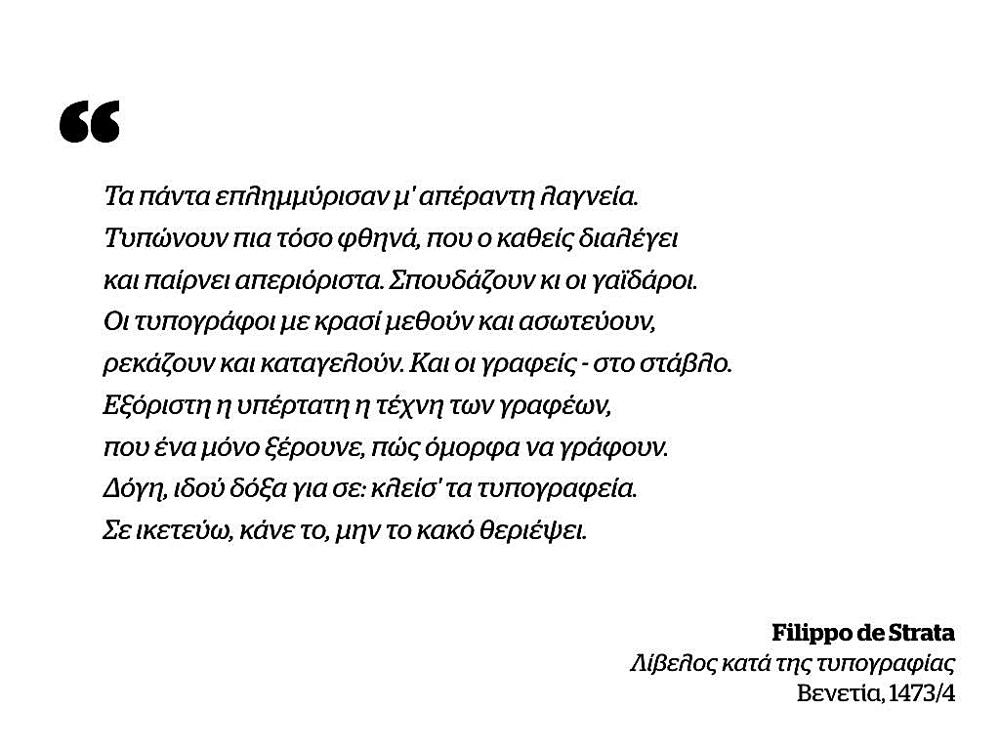 “
Τα πάντα επλημμύρισαν μ' απέραντη λαγνεία.
Τυπώνουν πια τόσο φθηνά, που ο καθείς διαλέγει
και παίρνει απεριόριστα. Σπουδάζουν κι οι γαϊδάροι.
Οι τυπογράφοι με κρασί μεθούν και ασωτεύουν,
ρεκάζουν και καταγελούν. Και οι γραφείς - στο στάβλο.
Εξόριστη η υπέρτατη η τέχνη των γραφέων,
που ένα μόνο ξέρουνε, πώς όμορφα να γράφουν.
Δόγη, ιδού δόξα για σε: κλείσ' τα τυπογραφεία.
Σε ικετεύω, κάνε το, μην το κακό θεριέψει.
Filippo de Strata
Λίβελος κατά της τυπογραφίας
Βενετία, 1473/4